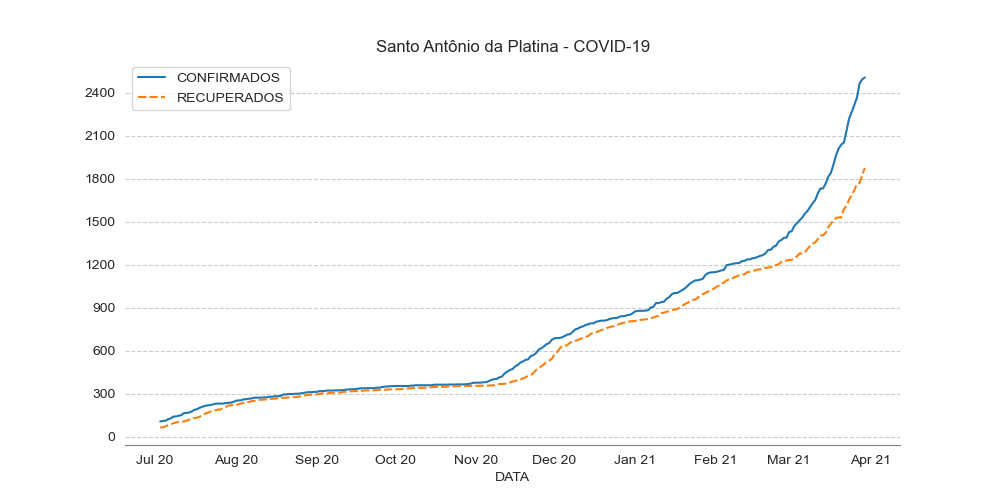 Santo Antônio da Platina - COVID-19
CONFIRMADOS
RECUPERADOS
2400
2100
1800
1500
1200
900
600
300
0
Jul 20 Aug 20 Sep 20 Oct 20 Nov 20 Dec 20 Jan 21 Feb 21 Mar 21 Apr 21
DATA